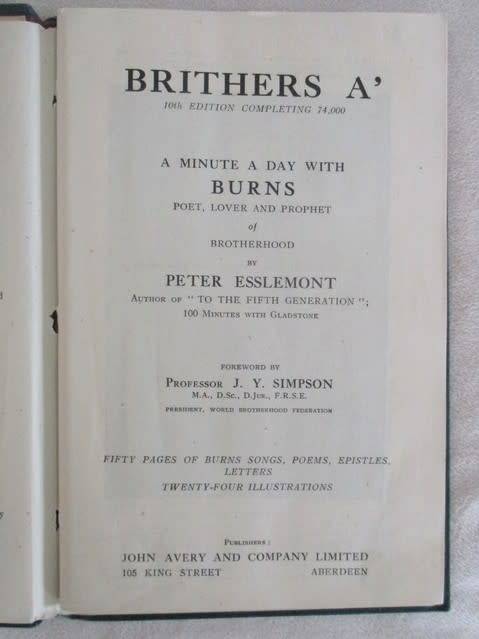 BRITHERS A'
10th EDITION COMPLETING 74,000
A MINUTE A DAY WITH
BURNS
POET, LOVER AND PROPHET
of
BROTHERHOOD
BY
PETER ESSLEMONT
AUTHOR OF "TO THE FIFTH GENERATION";
100 MINUTES WITH GLADSTONE
FOREWORD BY
PROFESSOR J. Y. SIMPSON
M.A., D.SC., D.JUR., F.R.S.E.
PRESIDENT, WORLD BROTHERHOOD FEDERATION
FIFTY PAGES OF BURNS SONGS, POEMS, EPISTLES,
LETTERS
TWENTY-FOUR ILLUSTRATIONS
PUBLISHERS:
JOHN AVERY AND COMPANY LIMITED
105 KING STREET ABERDEEN